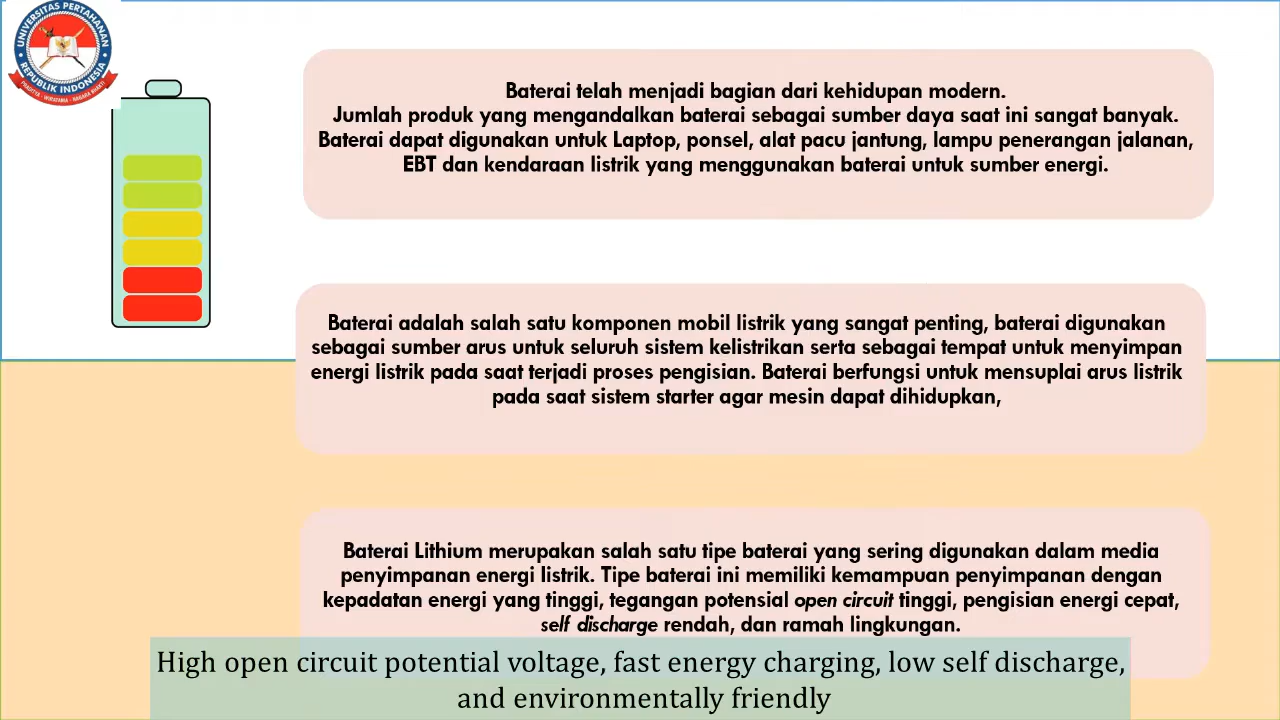 UNIVERSITAS PERTAHANAN
REPUBLIK INDONESIA
Baterai telah menjadi bagian dari kehidupan modern.
Jumlah produk yang mengandalkan baterai sebagai sumber daya saat ini sangat banyak.
Baterai dapat digunakan untuk Laptop, ponsel, alat pacu jantung, lampu penerangan jalanan,
EBT dan kendaraan listrik yang menggunakan baterai untuk sumber energi.
Baterai adalah salah satu komponen mobil listrik yang sangat penting, baterai digunakan
sebagai sumber arus untuk seluruh sistem kelistrikan serta sebagai tempat untuk menyimpan
energi listrik pada saat terjadi proses pengisian. Baterai berfungsi untuk mensuplai arus listrik
pada saat sistem starter agar mesin dapat dihidupkan,
Baterai Lithium merupakan salah satu tipe baterai yang sering digunakan dalam media
penyimpanan energi listrik. Tipe baterai ini memiliki kemampuan penyimpanan dengan
kepadatan energi yang tinggi, tegangan potensial open circuit tinggi, pengisian energi cepat,
self discharge rendah, dan ramah lingkungan.
High open circuit potential voltage, fast energy charging, low self discharge,
and environmentally friendly